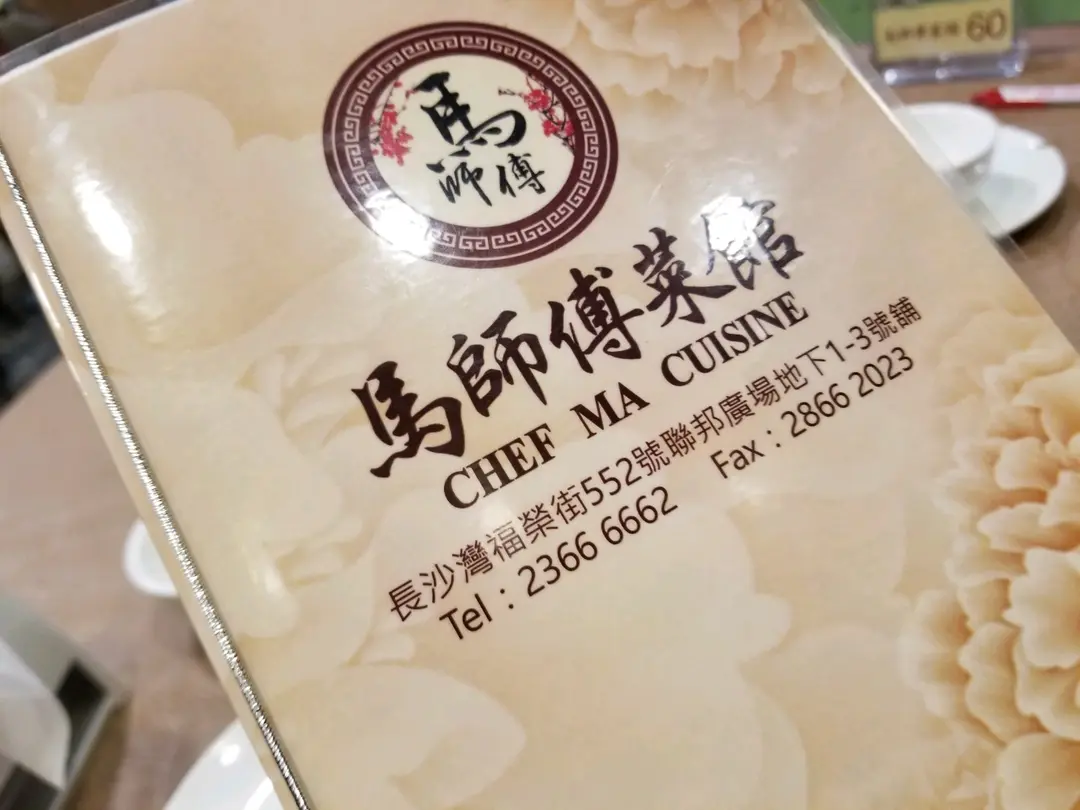 馬
師傅
馬師傅菜館
CHEF MA CUISINE
長沙灣福榮街552號聯邦廣場地下1-3號舖
Tel : 2366 6662 Fax : 2866 2023
60